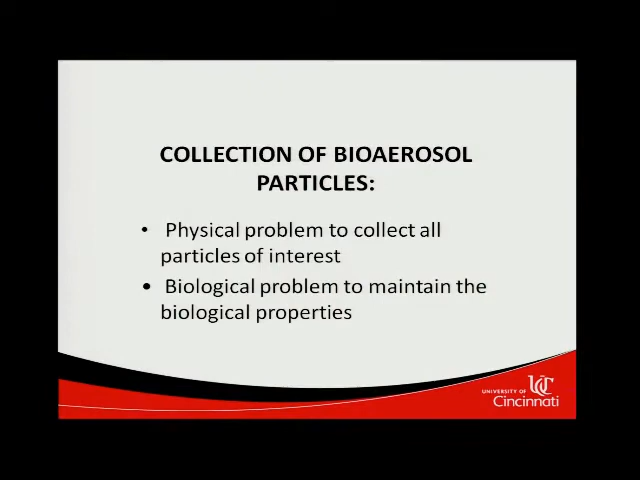 COLLECTION OF BIOAEROSOL
PARTICLES:
• Physical problem to collect all
particles of interest
• Biological problem to maintain the
biological properties
UNIVERSITY OF
UC
Cincinnati